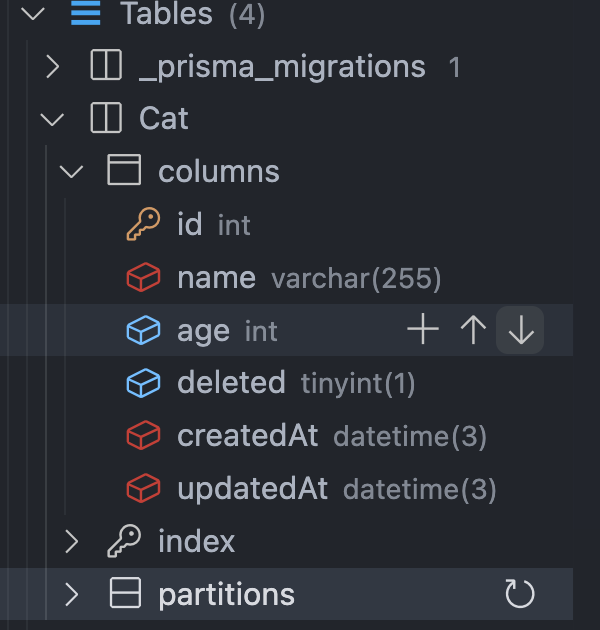 Tables (4)
_prisma_migrations 1
Cat
columns
id int
name varchar(255)
age int
deleted tinyint(1)
createdAt datetime(3)
updatedAt datetime(3)
index
partitions